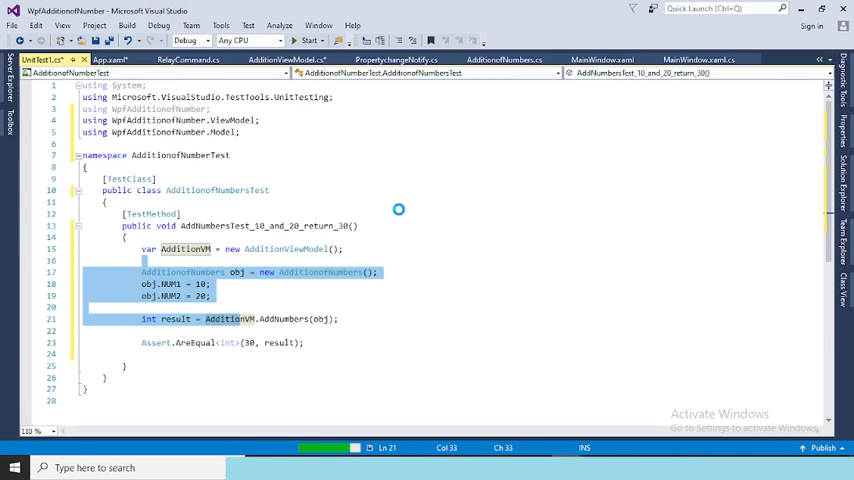 WpfAdditionofNumber - Microsoft Visual Studio
Quick Launch (Ctrl+Q)
File Edit View Project Build Debug Team Tools Test Analyze Window Help
Sign in
Debug Any CPU Start
UnitTest1.cs* App.xaml* RelayCommand.cs AdditionViewModel.cs* PropertychangeNotify.cs AdditionofNumbers.cs MainWindow.xaml MainWindow.xaml.cs
AdditionofNumberTest AdditionofNumberTest.AdditionofNumbersTest AddNumbersTest_10_and_20_return_30()
Server Explorer
Toolbox
Diagnostic Tools
Properties
Solution Explorer
Team Explorer
Class View
1 using System;
2 using Microsoft.VisualStudio.TestTools.UnitTesting;
3 using WpfAdditionofNumber;
4 using WpfAdditionofNumber.ViewModel;
5 using WpfAdditionofNumber.Model;
6
7 namespace AdditionofNumberTest
8 {
9 [TestClass]
10 public class AdditionofNumbersTest
11 {
12 [TestMethod]
13 public void AddNumbersTest_10_and_20_return_30()
14 {
15 var AdditionVM = new AdditionViewModel();
16
17 AdditionofNumbers obj = new AdditionofNumbers();
18 obj.NUM1 = 10;
19 obj.NUM2 = 20;
20
21 int result = AdditionVM.AddNumbers(obj);
22
23 Assert.AreEqual<int>(30, result);
24
25 }
26 }
27 }
28
Activate Windows
Go to Settings to activate Windows.
110 %
Ln 21 Col 33 Ch 33 INS Publish
Type here to search